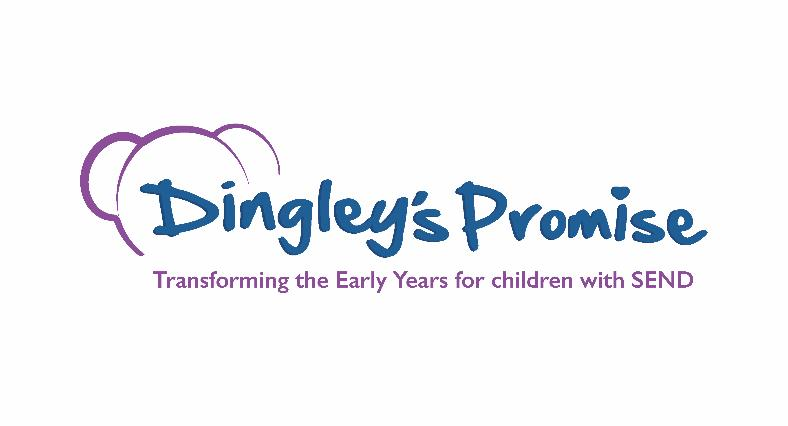 Dingley's Promise
Transforming the Early Years for children with SEND